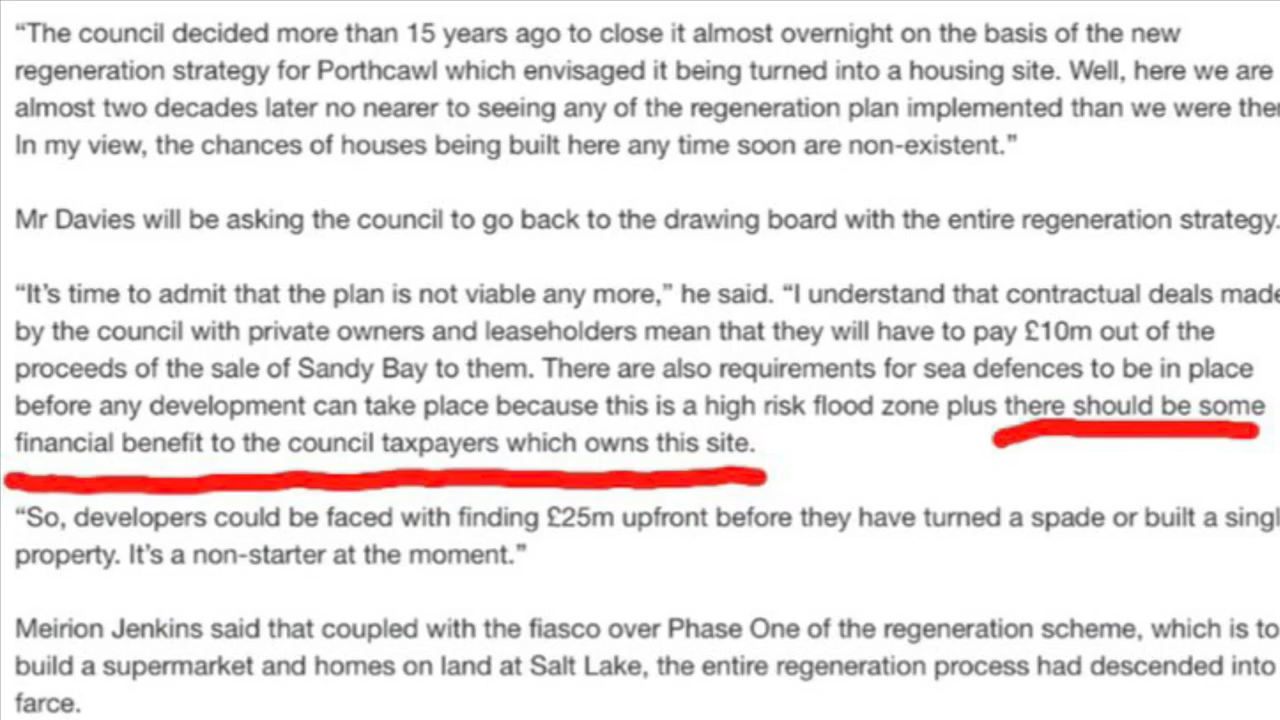 “The council decided more than 15 years ago to close it almost overnight on the basis of the new
regeneration strategy for Porthcawl which envisaged it being turned into a housing site. Well, here we are
almost two decades later no nearer to seeing any of the regeneration plan implemented than we were the
In my view, the chances of houses being built here any time soon are non-existent.”
Mr Davies will be asking the council to go back to the drawing board with the entire regeneration strategy.
“It’s time to admit that the plan is not viable any more,” he said. “I understand that contractual deals made
by the council with private owners and leaseholders mean that they will have to pay £10m out of the
proceeds of the sale of Sandy Bay to them. There are also requirements for sea defences to be in place
before any development can take place because this is a high risk flood zone plus there should be some
financial benefit to the council taxpayers which owns this site.
“So, developers could be faced with finding £25m upfront before they have turned a spade or built a singl
property. It’s a non-starter at the moment.”
Meirion Jenkins said that coupled with the fiasco over Phase One of the regeneration scheme, which is to
build a supermarket and homes on land at Salt Lake, the entire regeneration process had descended into
farce.